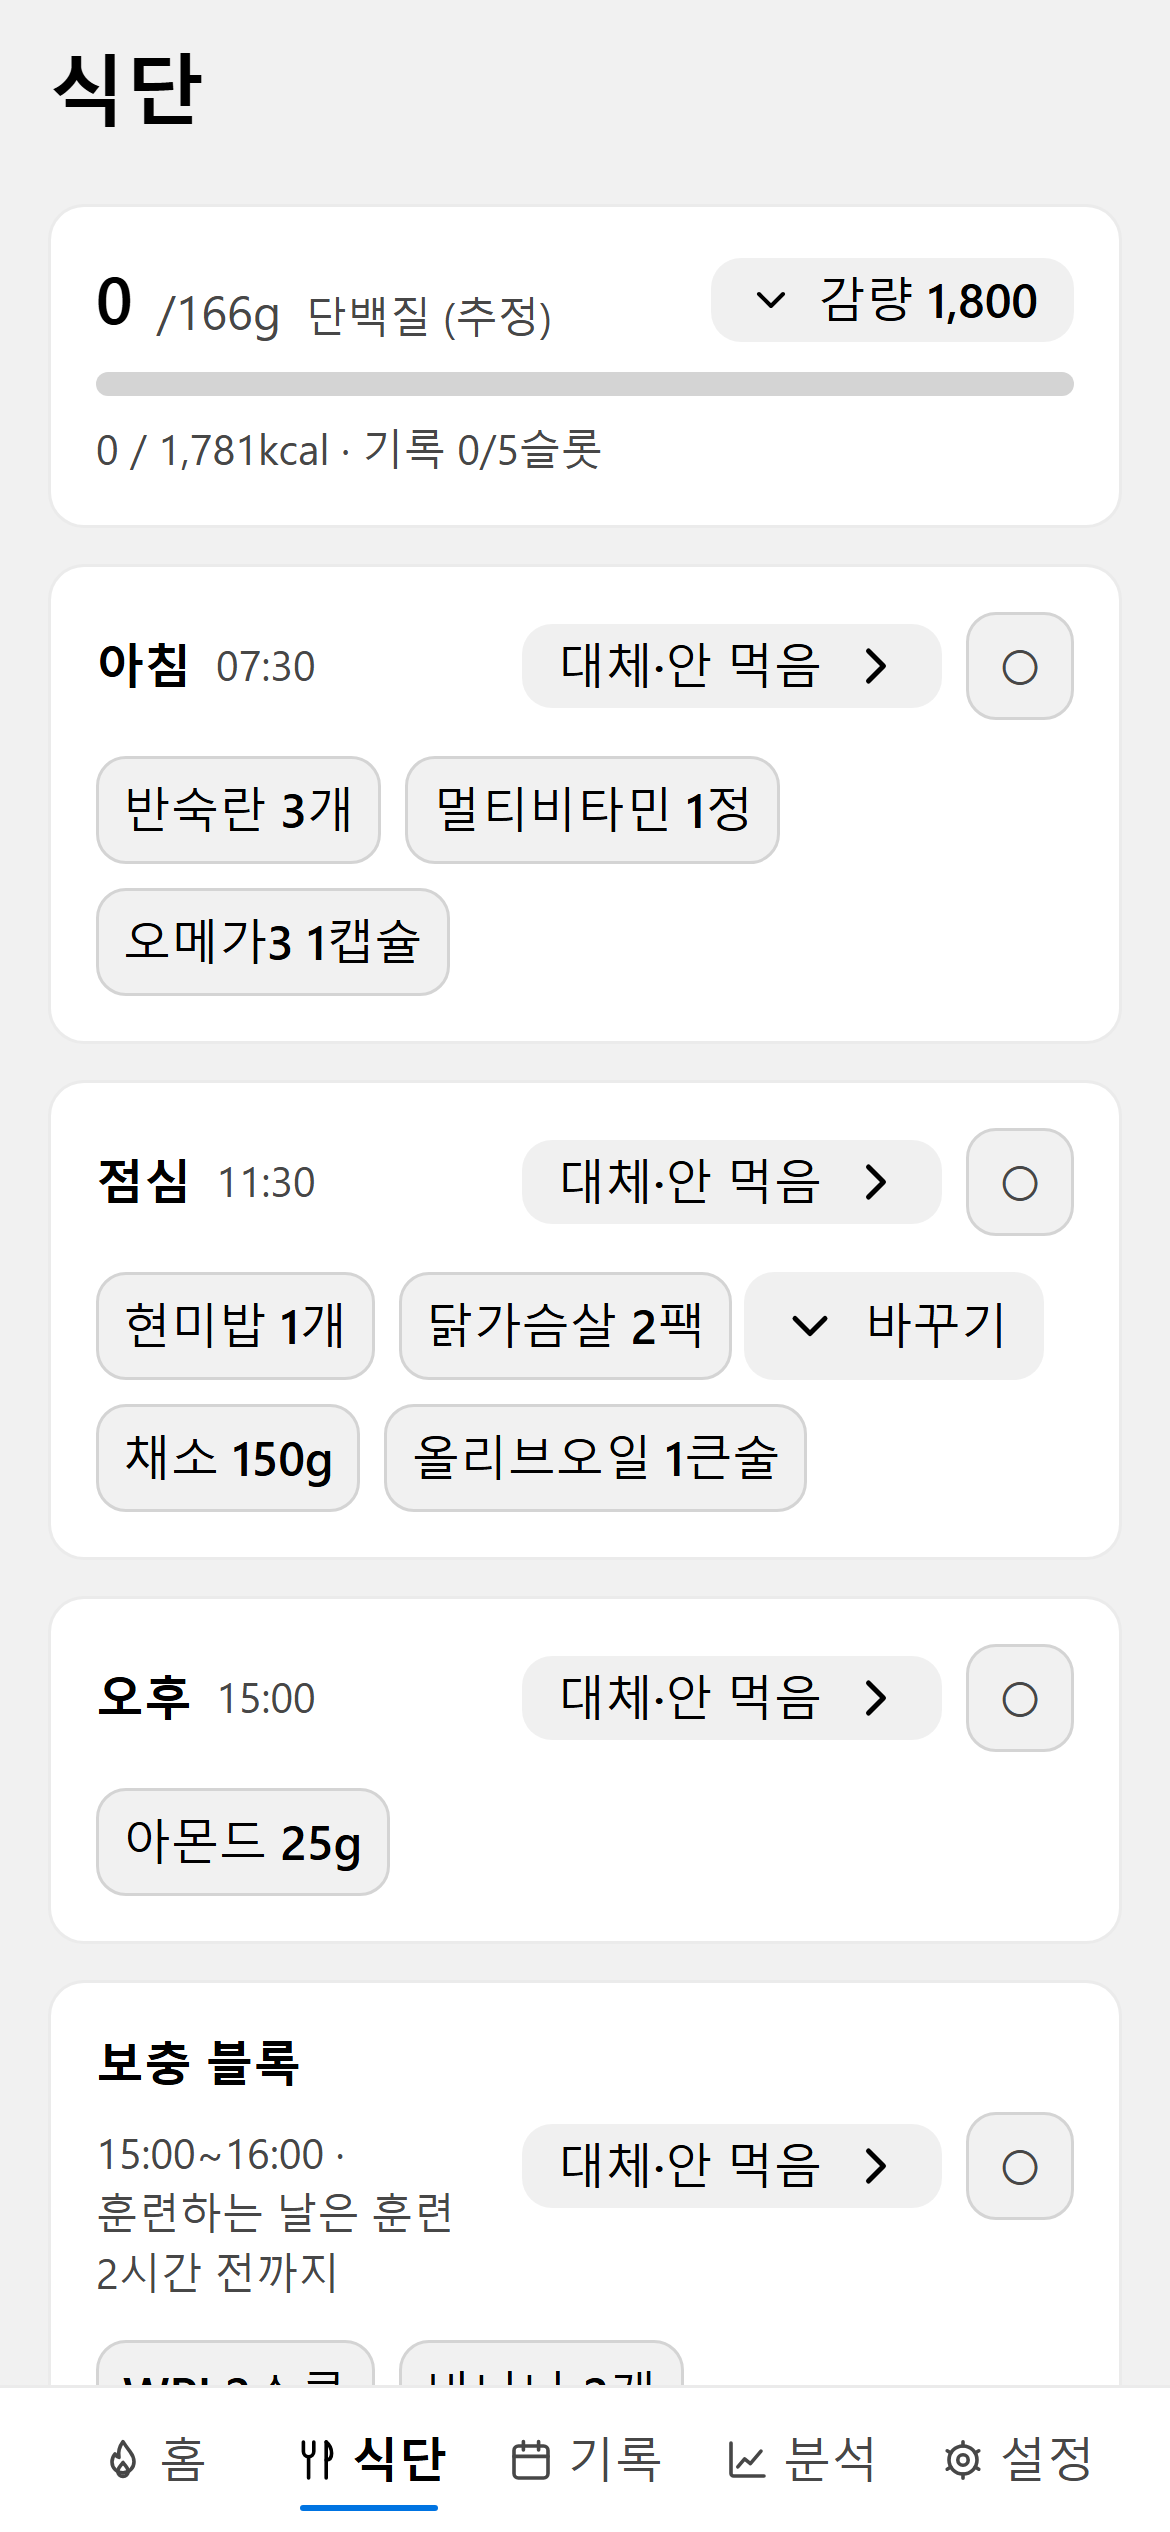 식단
0 /166g 단백질 (추정) 감량 1,800
0 / 1,781kcal · 기록 0/5슬롯
아침 07:30 대체·안 먹음
반숙란 3개 멀티비타민 1정
오메가3 1캡슐
점심 11:30 대체·안 먹음
현미밥 1개 닭가슴살 2팩 바꾸기
채소 150g 올리브오일 1큰술
오후 15:00 대체·안 먹음
아몬드 25g
보충 블록
15:00~16:00 · 대체·안 먹음
훈련하는 날은 훈련
2시간 전까지
홈 식단 기록 분석 설정